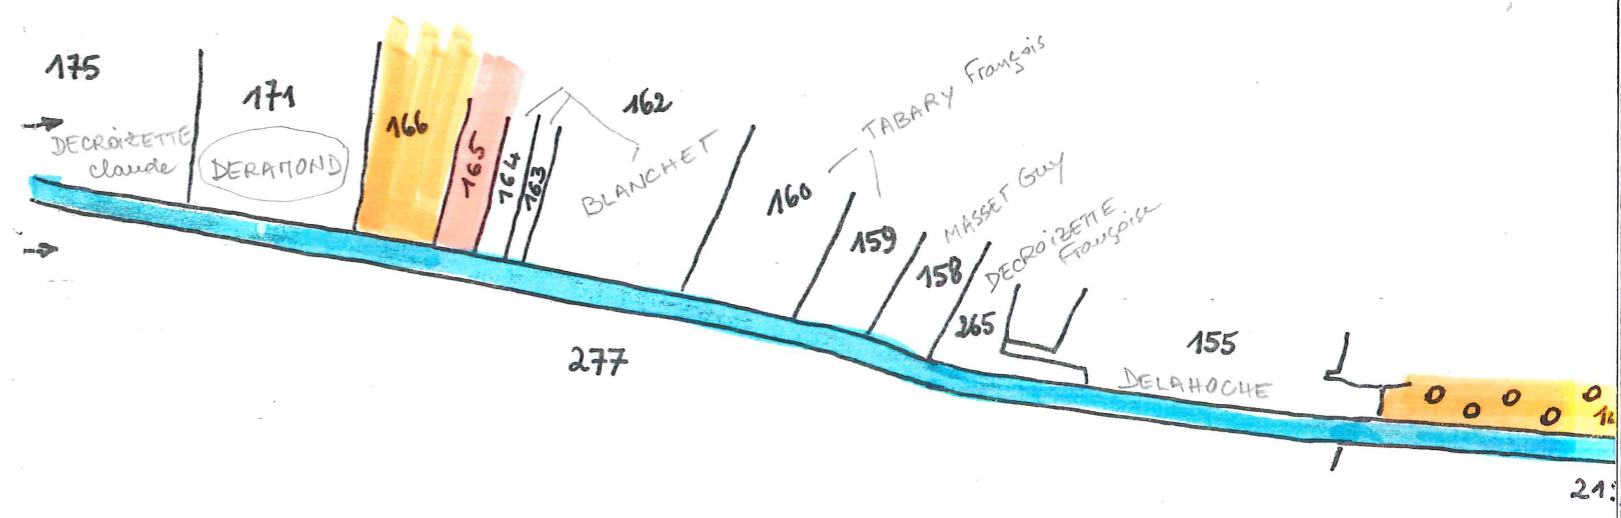 175
171
166
165
164
163
162
160
159
158
265
155
277
DECROIZETTE
claude
DERAMOND
BLANCHET
TABARY François
MASSET Guy
DECROIZETTE
Françoise
DELAHOCHE